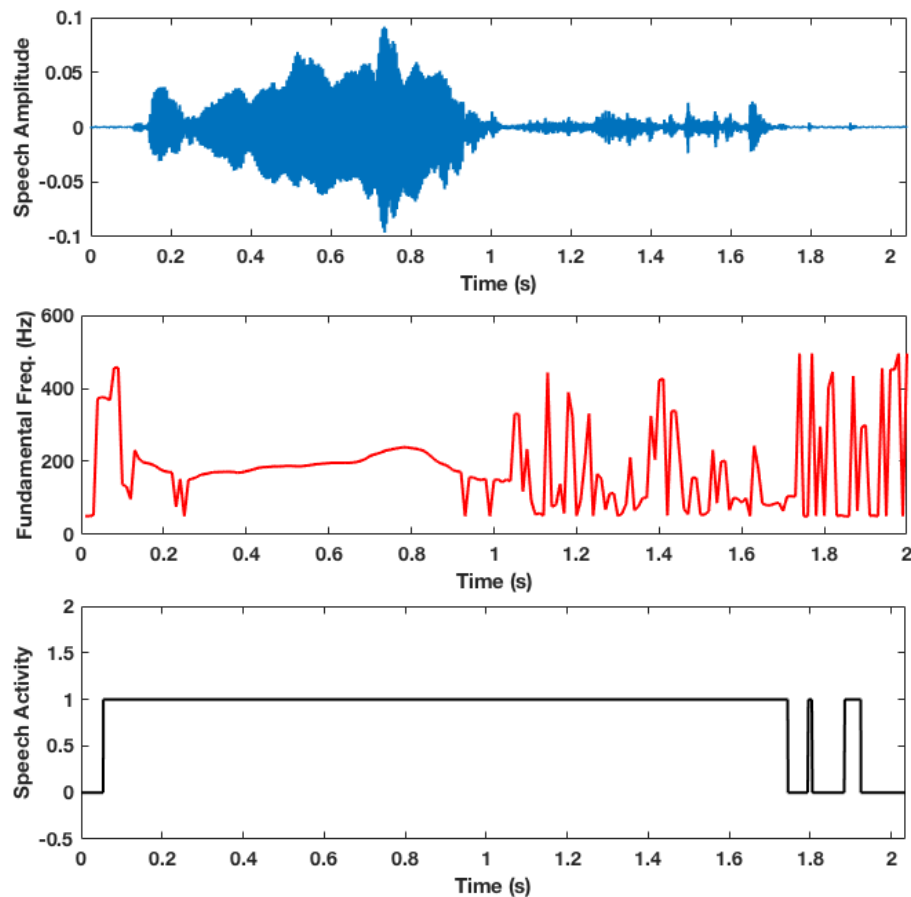 0.1
0.05
0
-0.05
-0.1
Speech Amplitude
0 0.2 0.4 0.6 0.8 1 1.2 1.4 1.6 1.8 2
Time (s)
600
400
200
0
Fundamental Freq. (Hz)
0 0.2 0.4 0.6 0.8 1 1.2 1.4 1.6 1.8 2
Time (s)
2
1.5
1
0.5
0
-0.5
Speech Activity
0 0.2 0.4 0.6 0.8 1 1.2 1.4 1.6 1.8 2
Time (s)